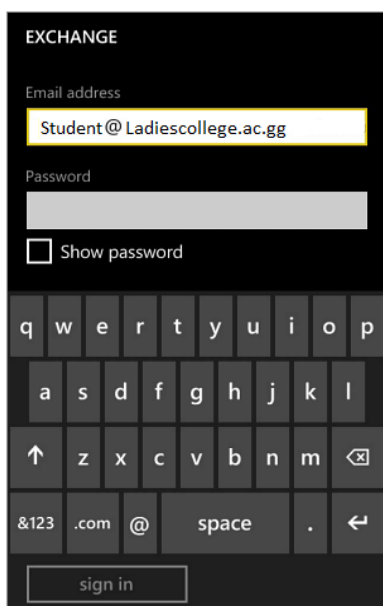 EXCHANGE
Email address
Student@Ladiescollege.ac.gg
Password
Show password
q w e r t y u i o p
a s d f g h j k l
z x c v b n m
&123 .com @ space .
sign in